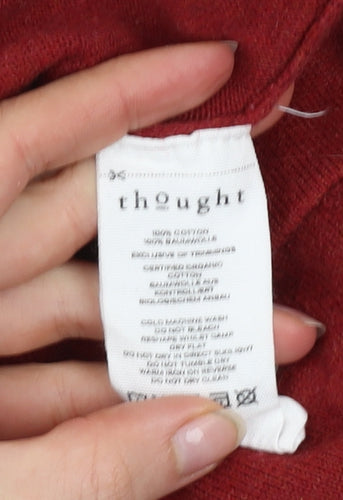 thought
100% COTTON
100% BAUMWOLLE
EXCLUSIVE OF TRIMMINGS
CERTIFIED ORGANIC
COTTON
BAUMWOLLE AUS
KONTROLLIERT
BIOLOGISCHEM ANBAU
COLD MACHINE WASH
DO NOT BLEACH
RESHAPE WHILST DAMP
DRY FLAT
DO NOT DRY IN DIRECT SUNLIGHT
DO NOT TUMBLE DRY
WARM IRON ON REVERSE
DO NOT DRY CLEAN